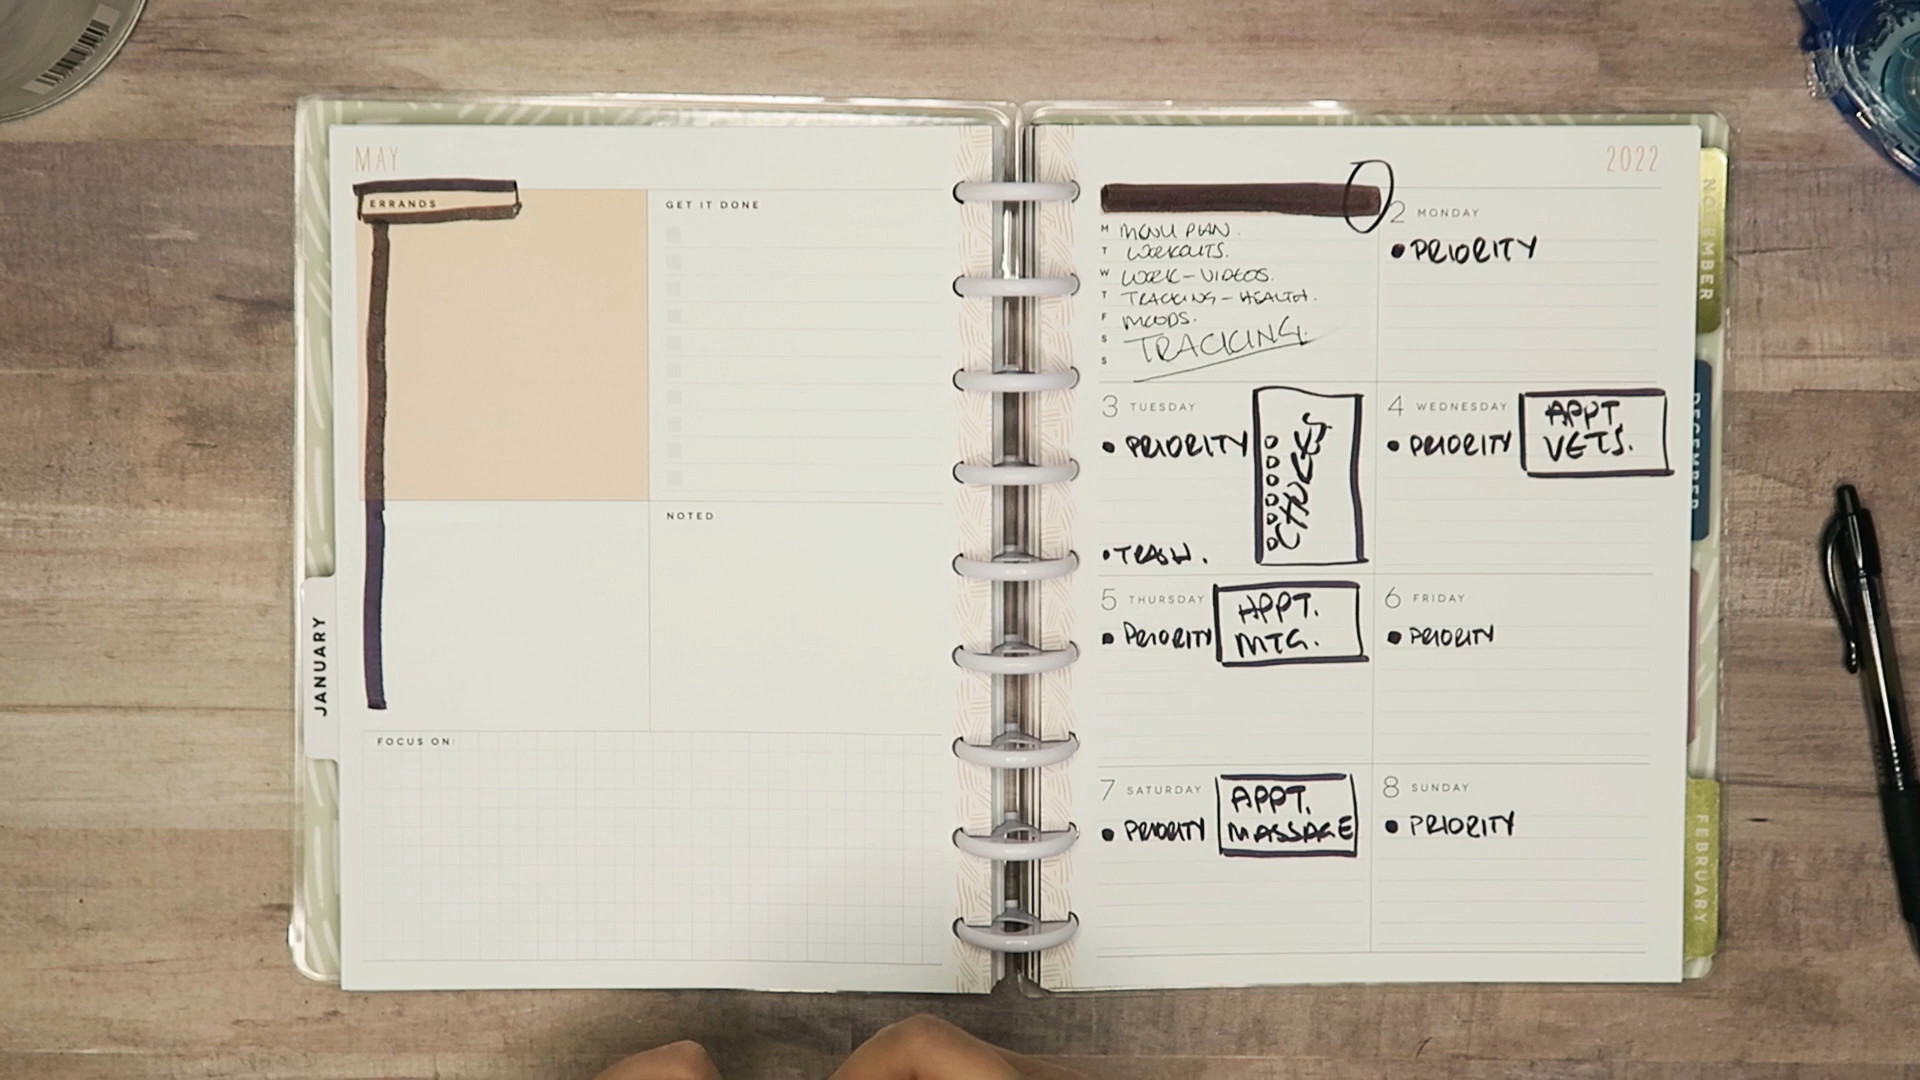 MAY
ERRANDS
GET IT DONE
NOTED
FOCUS ON:
JANUARY
2022
M MENU PLAN.
T WORKOUTS.
W WORK - VIDEOS.
T TRACKING - HEALTH.
F MOODS.
S
S
TRACKING.
2 MONDAY
• PRIORITY
3 TUESDAY
• PRIORITY
CHORES
• TRASH.
4 WEDNESDAY
• PRIORITY
APPT
VETS.
5 THURSDAY
• PRIORITY
APPT.
MTG.
6 FRIDAY
• PRIORITY
7 SATURDAY
• PRIORITY
APPT.
MASSAGE
8 SUNDAY
• PRIORITY
NOVEMBER
DECEMBER
FEBRUARY